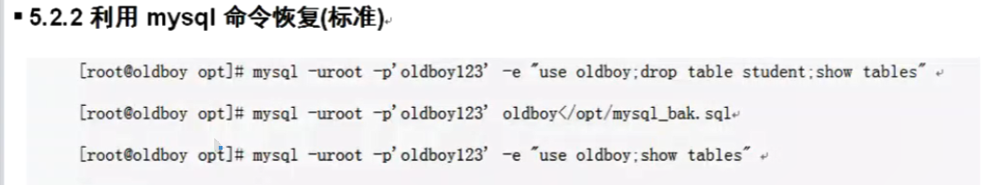 ▪ 5.2.2 利用 mysql 命令恢复(标准)
[root@oldboy opt]# mysql -uroot -p'oldboy123' -e "use oldboy;drop table student;show tables"
[root@oldboy opt]# mysql -uroot -p'oldboy123' oldboy</opt/mysql_bak.sql
[root@oldboy opt]# mysql -uroot -p'oldboy123' -e "use oldboy;show tables"